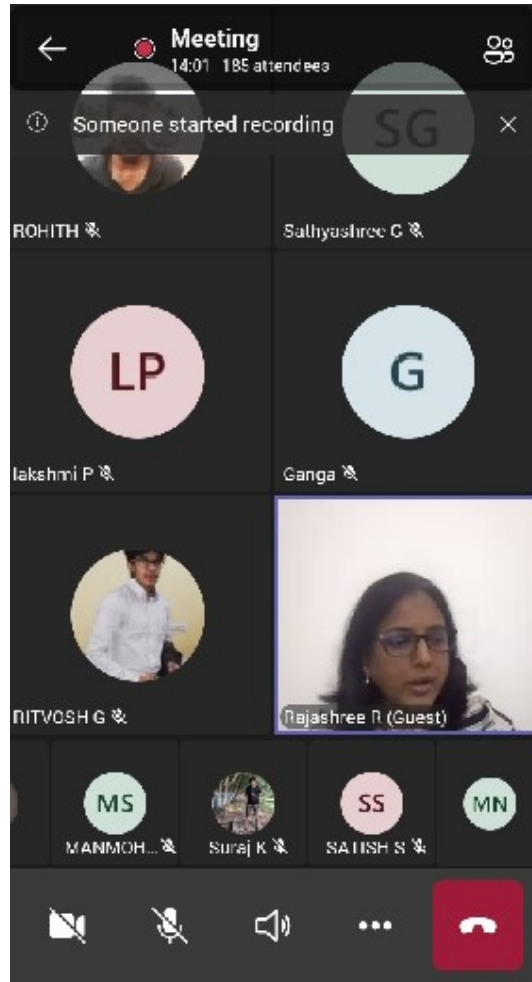 Meeting
14:01 185 attendees
Someone started recording
SG
ROHITH
Sathyashree G
LP
G
lakshmi P
Ganga
RITVOSH G
Rajashree R (Guest)
MS
SS
MN
MANMOH...
Suraj K
SATISH S